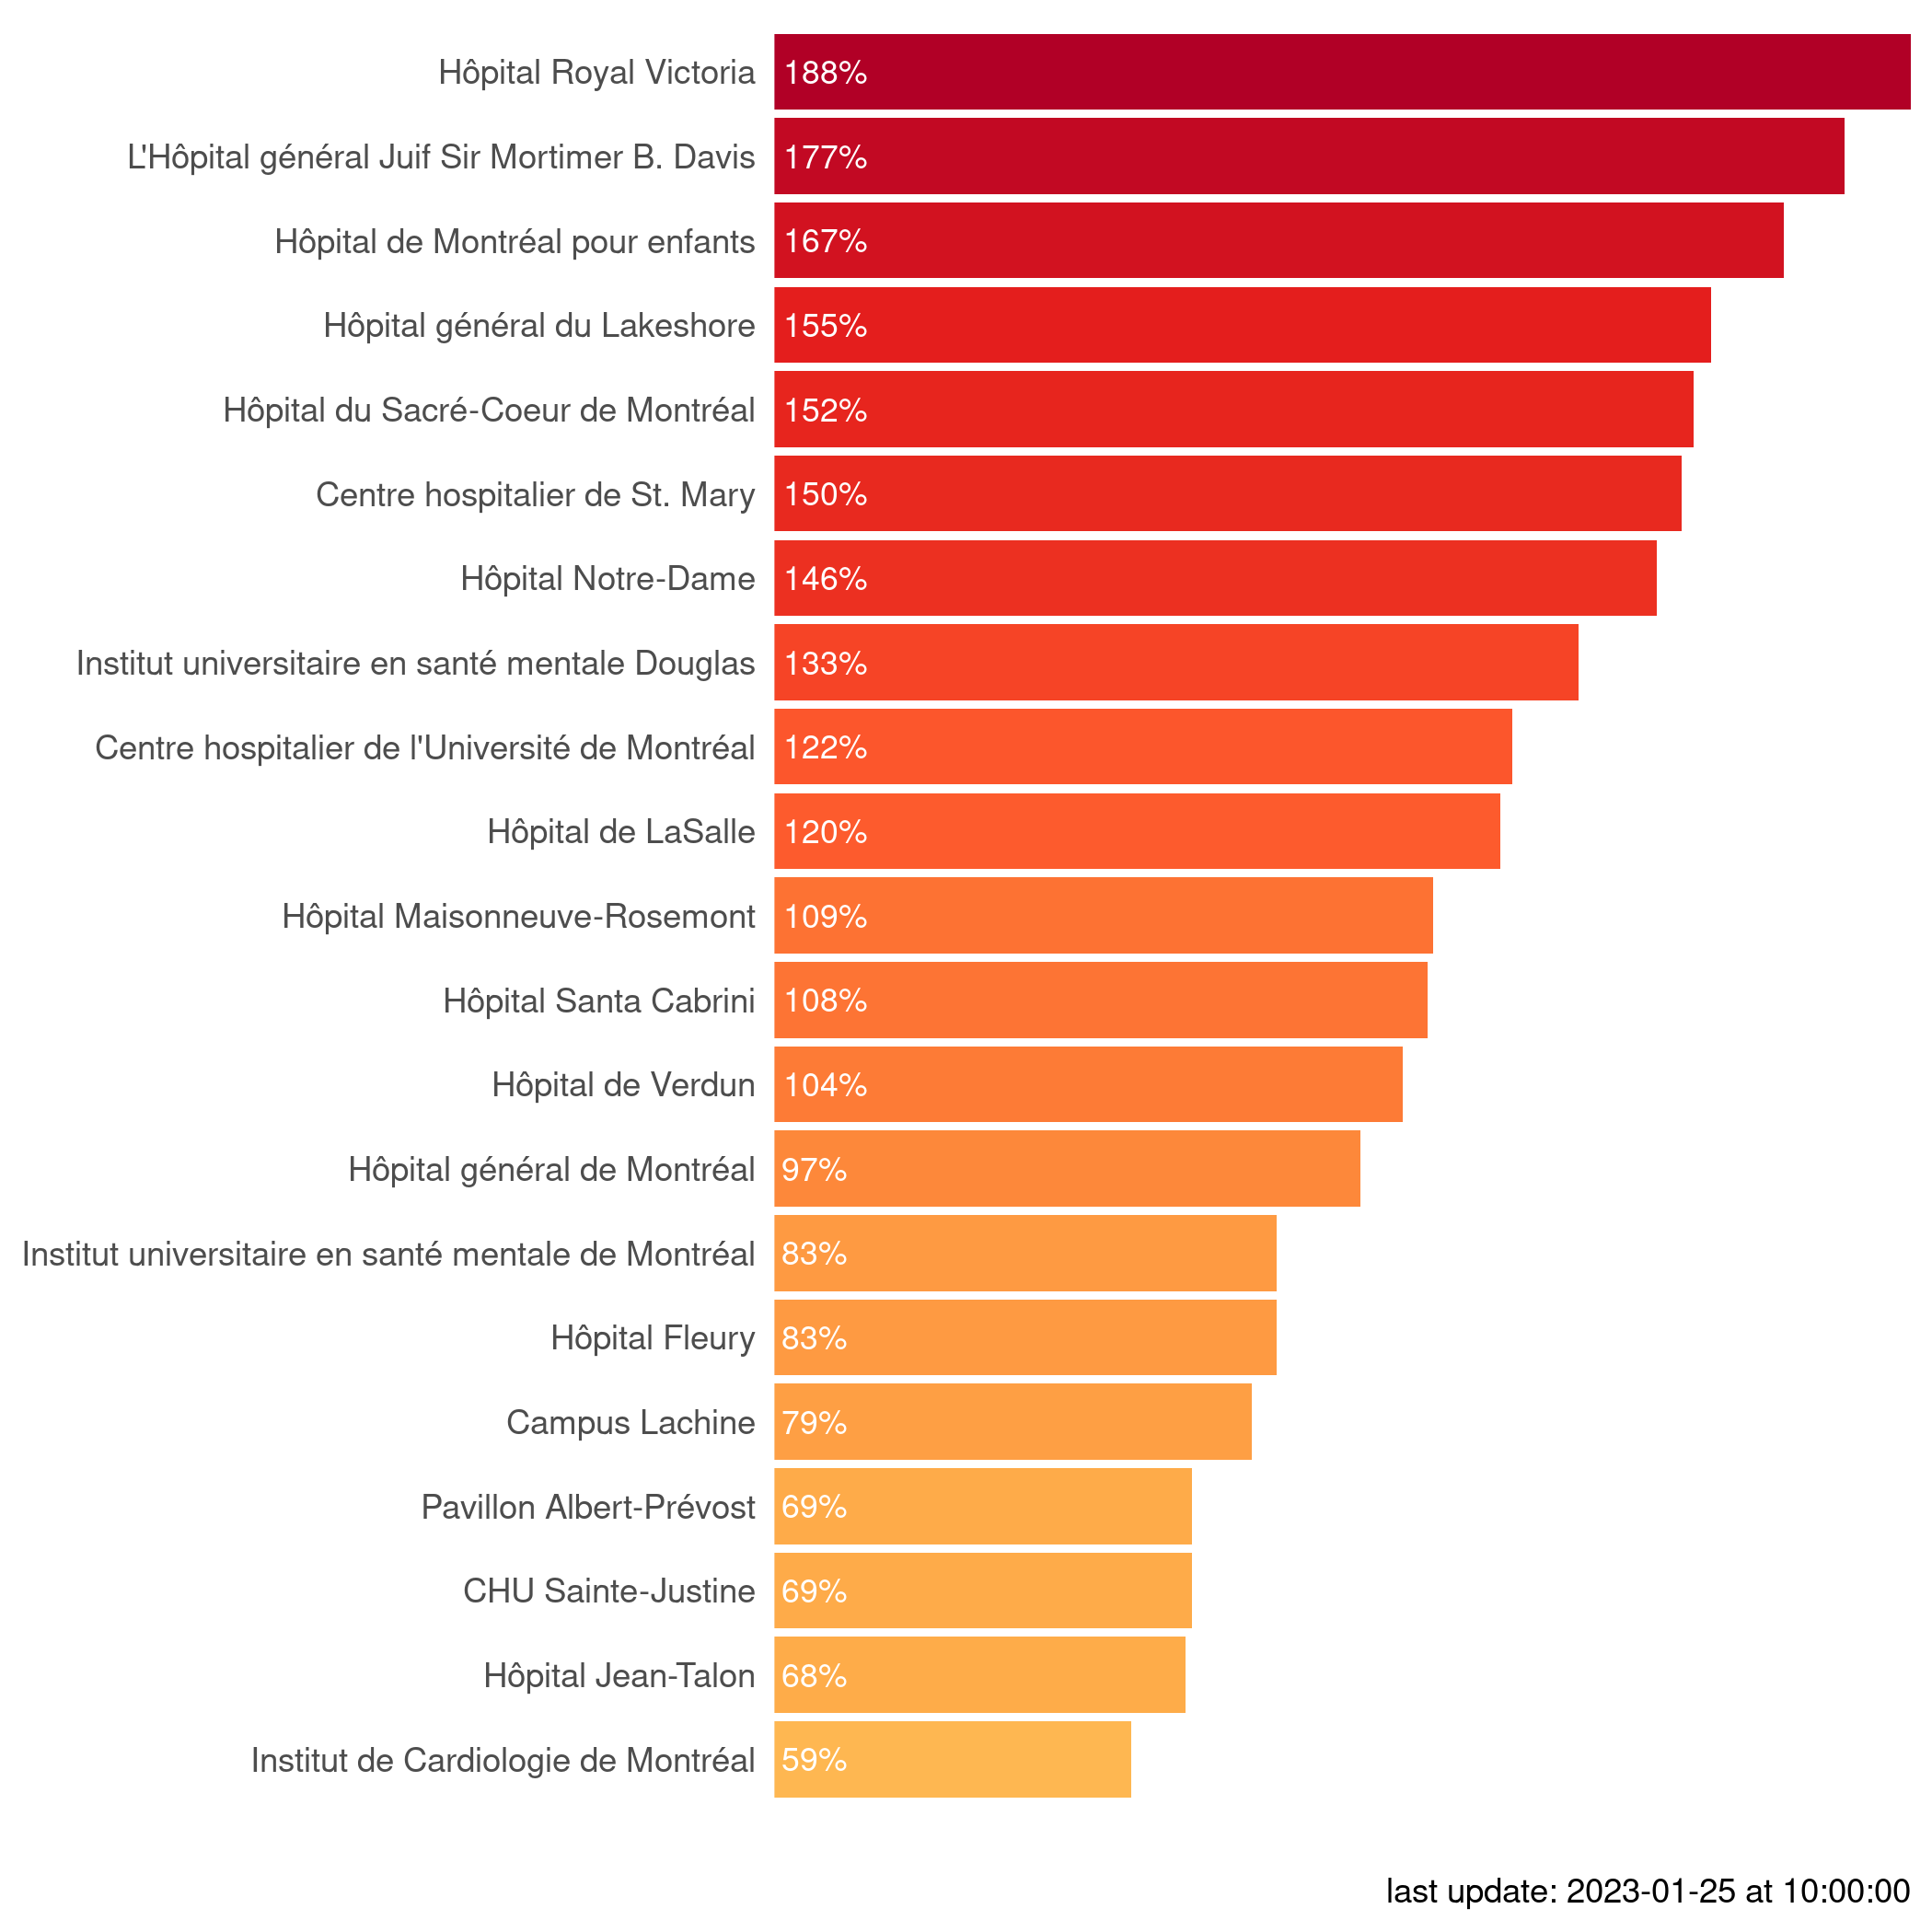 Hôpital Royal Victoria 188%
L'Hôpital général Juif Sir Mortimer B. Davis 177%
Hôpital de Montréal pour enfants 167%
Hôpital général du Lakeshore 155%
Hôpital du Sacré-Coeur de Montréal 152%
Centre hospitalier de St. Mary 150%
Hôpital Notre-Dame 146%
Institut universitaire en santé mentale Douglas 133%
Centre hospitalier de l'Université de Montréal 122%
Hôpital de LaSalle 120%
Hôpital Maisonneuve-Rosemont 109%
Hôpital Santa Cabrini 108%
Hôpital de Verdun 104%
Hôpital général de Montréal 97%
Institut universitaire en santé mentale de Montréal 83%
Hôpital Fleury 83%
Campus Lachine 79%
Pavillon Albert-Prévost 69%
CHU Sainte-Justine 69%
Hôpital Jean-Talon 68%
Institut de Cardiologie de Montréal 59%
last update: 2023-01-25 at 10:00:00